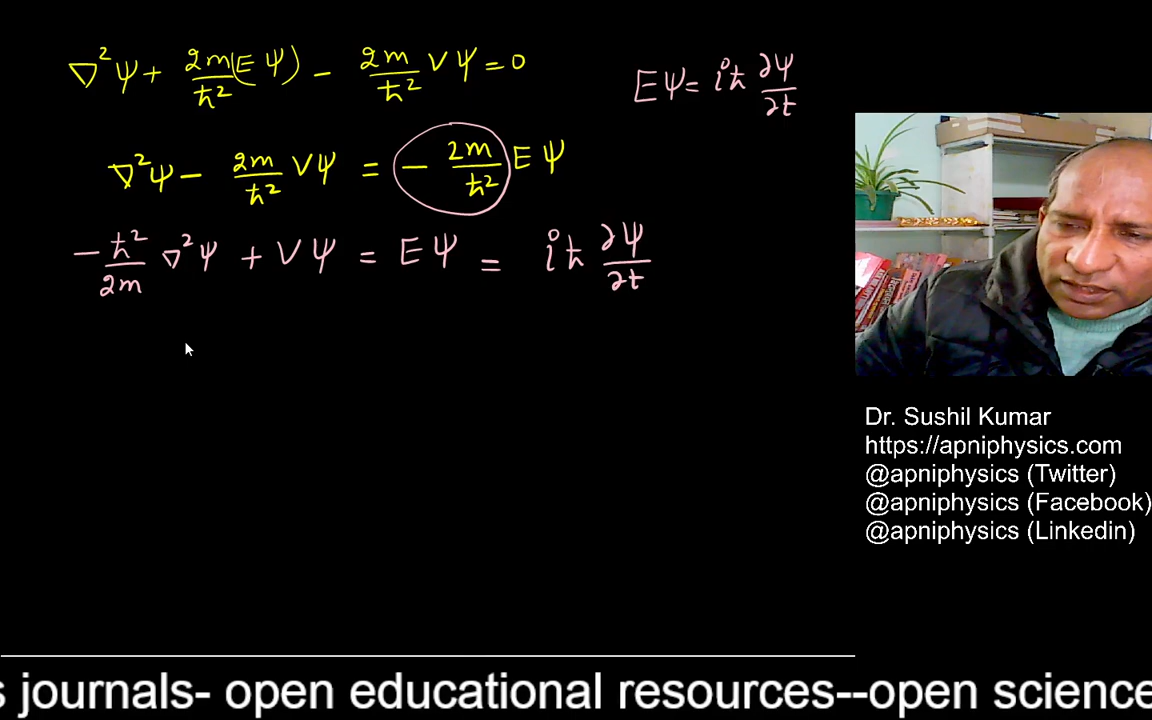 ∇²Ψ + 2m/ħ² (EΨ) − 2m/ħ² VΨ = 0
EΨ = iħ ∂Ψ/∂t
∇²Ψ − 2m/ħ² VΨ = − 2m/ħ² EΨ
−ħ²/2m ∇²Ψ + VΨ = EΨ = iħ ∂Ψ/∂t
Dr. Sushil Kumar
https://apniphysics.com
@apniphysics (Twitter)
@apniphysics (Facebook)
@apniphysics (Linkedin)
s journals- open educational resources--open science